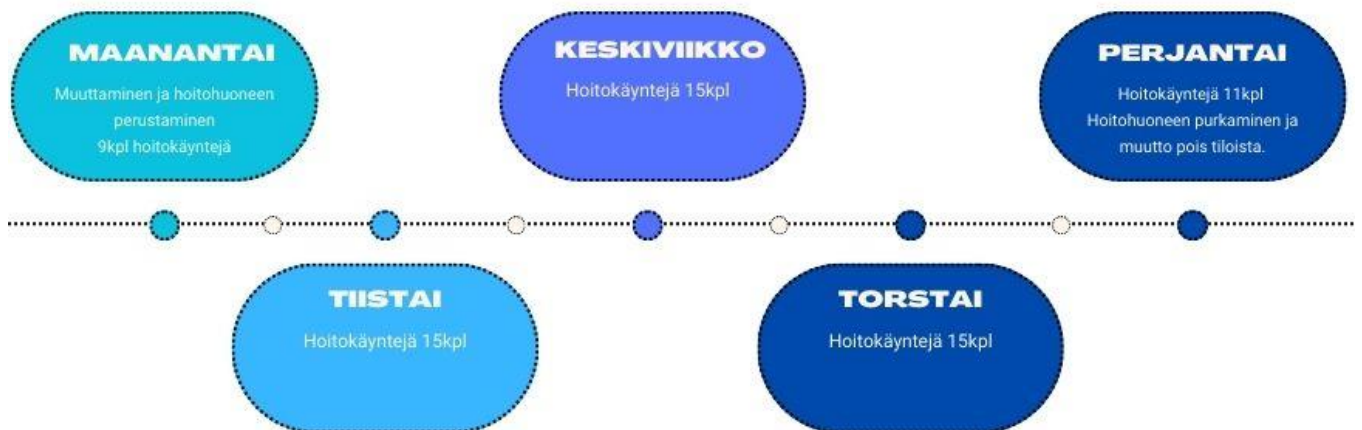 MAANANTAI
Muuttaminen ja hoitohuoneen
perustaminen
9kpl hoitokäyntejä
TIISTAI
Hoitokäyntejä 15kpl
KESKIVIIKKO
Hoitokäyntejä 15kpl
TORSTAI
Hoitokäyntejä 15kpl
PERJANTAI
Hoitokäyntejä 11kpl
Hoitohuoneen purkaminen ja
muutto pois tiloista.